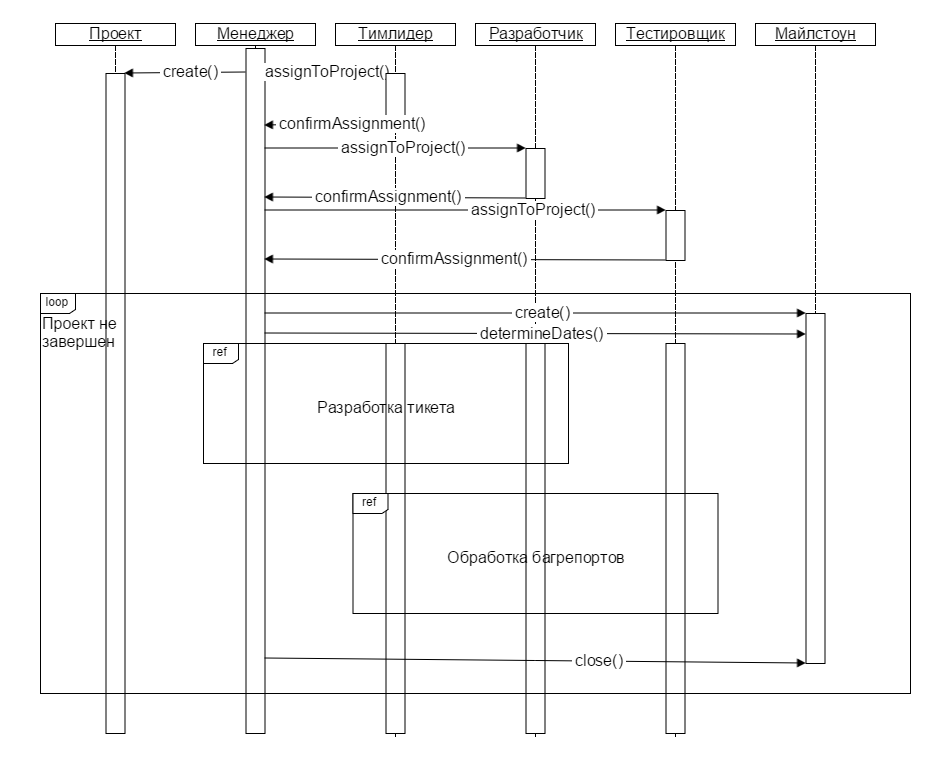 Проект
Менеджер
Тимлидер
Разработчик
Тестировщик
Майлстоун
create()
assignToProject()
confirmAssignment()
assignToProject()
confirmAssignment()
assignToProject()
confirmAssignment()
loop
Проект не
завершен
create()
determineDates()
ref
Разработка тикета
ref
Обработка багрепортов
close()